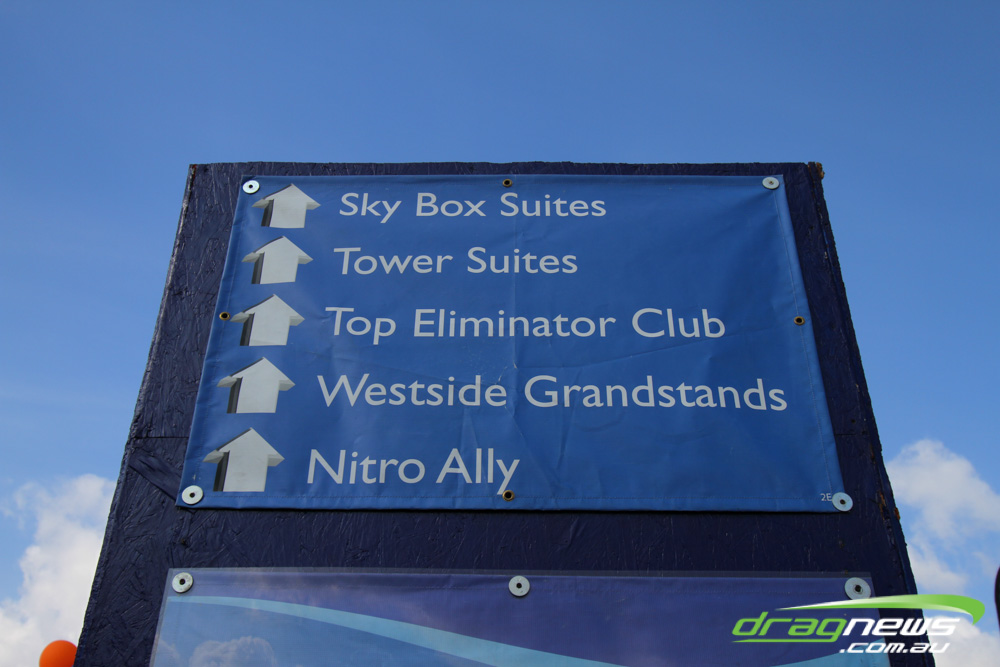 Sky Box Suites
Tower Suites
Top Eliminator Club
Westside Grandstands
Nitro Ally
2E
dragnews
.com.au